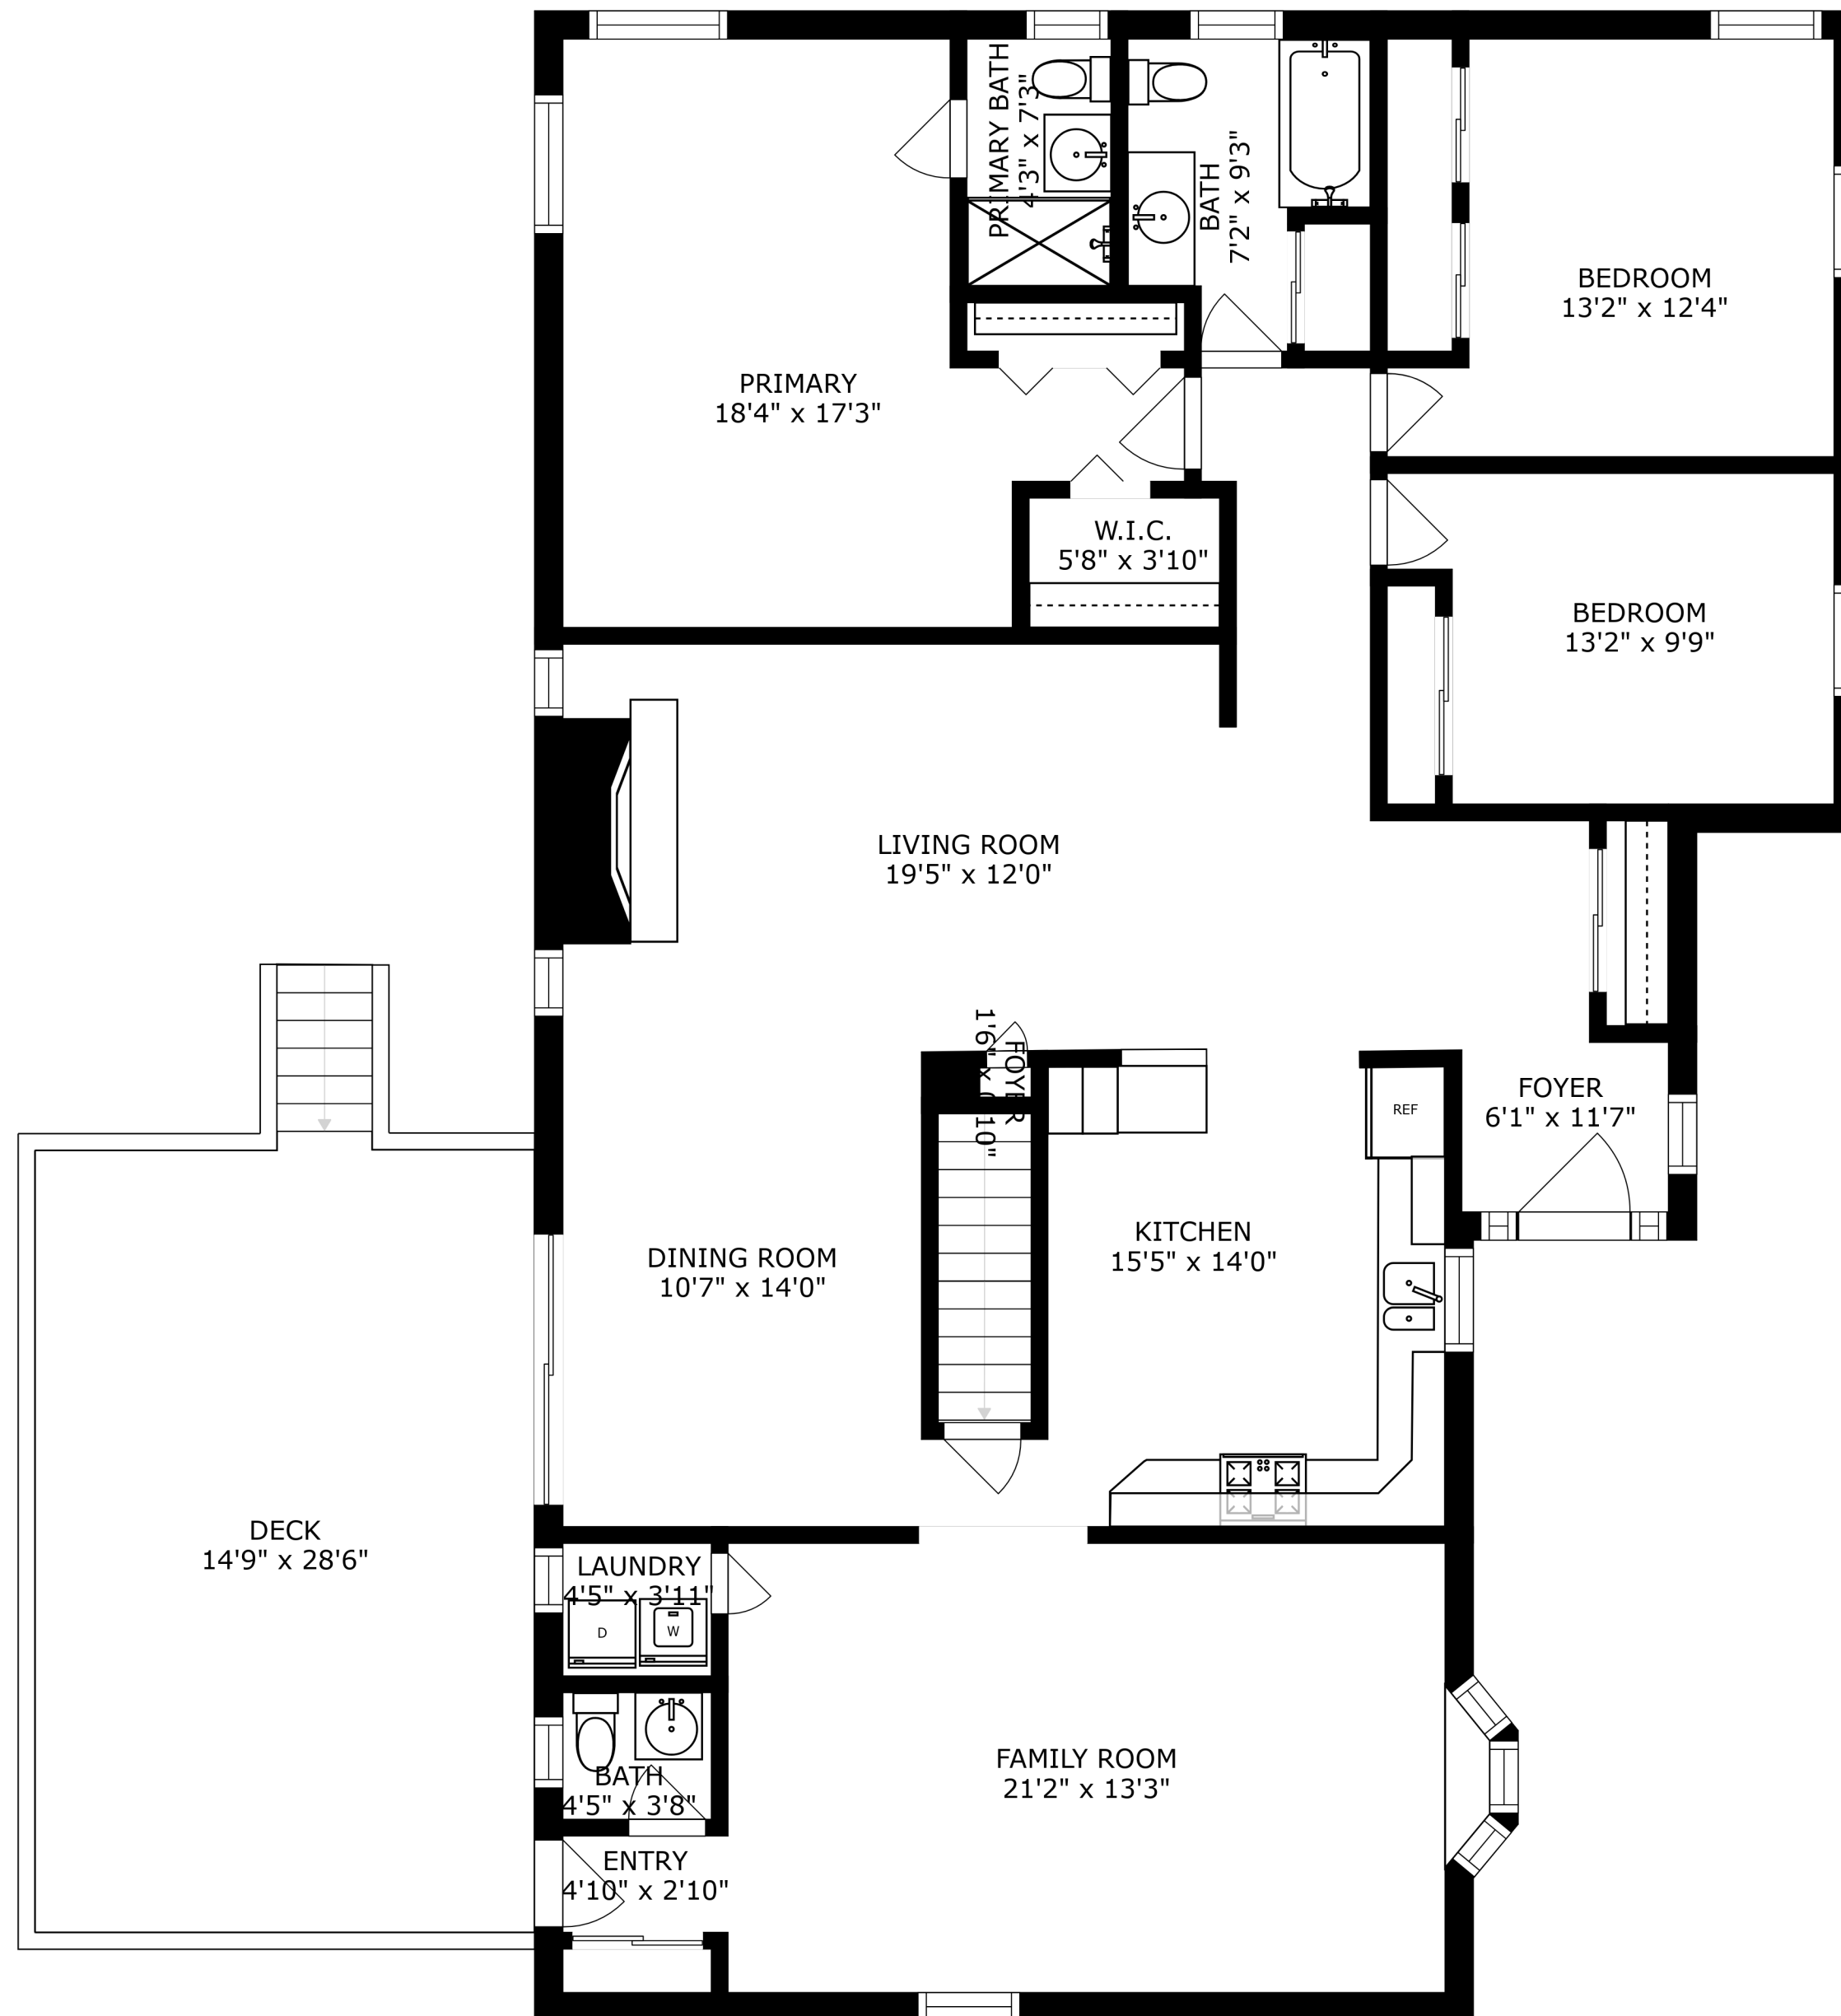 PRIMARY BATH
4'3" x 7'3"
BATH
7'2" x 9'3"
BEDROOM
13'2" x 12'4"
PRIMARY
18'4" x 17'3"
W.I.C.
5'8" x 3'10"
BEDROOM
13'2" x 9'9"
LIVING ROOM
19'5" x 12'0"
FOYER
1'6" x 0'10"
REF
FOYER
6'1" x 11'7"
KITCHEN
15'5" x 14'0"
DINING ROOM
10'7" x 14'0"
DECK
14'9" x 28'6"
LAUNDRY
4'5" x 3'11"
D
W
FAMILY ROOM
21'2" x 13'3"
BATH
4'5" x 3'8"
ENTRY
4'10" x 2'10"